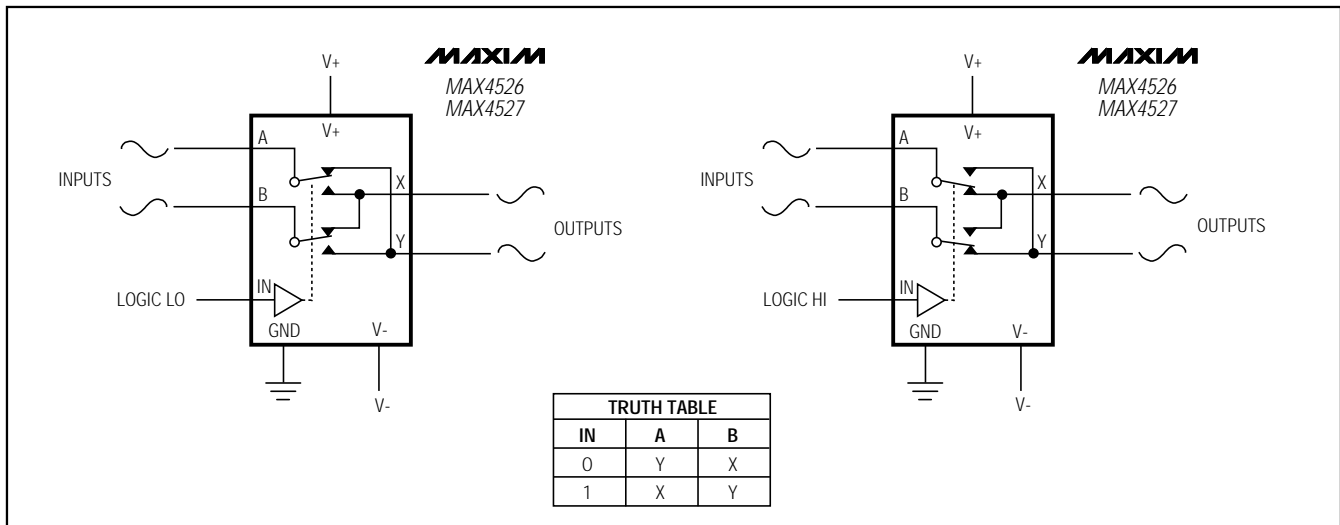 V+
MAXIM
MAX4526
MAX4527
V+
A
INPUTS
B
X
OUTPUTS
Y
LOGIC LO
IN
GND
V-
V-
V+
MAXIM
MAX4526
MAX4527
V+
A
INPUTS
B
X
OUTPUTS
Y
LOGIC HI
IN
GND
V-
V-
TRUTH TABLE
IN A B
0 Y X
1 X Y